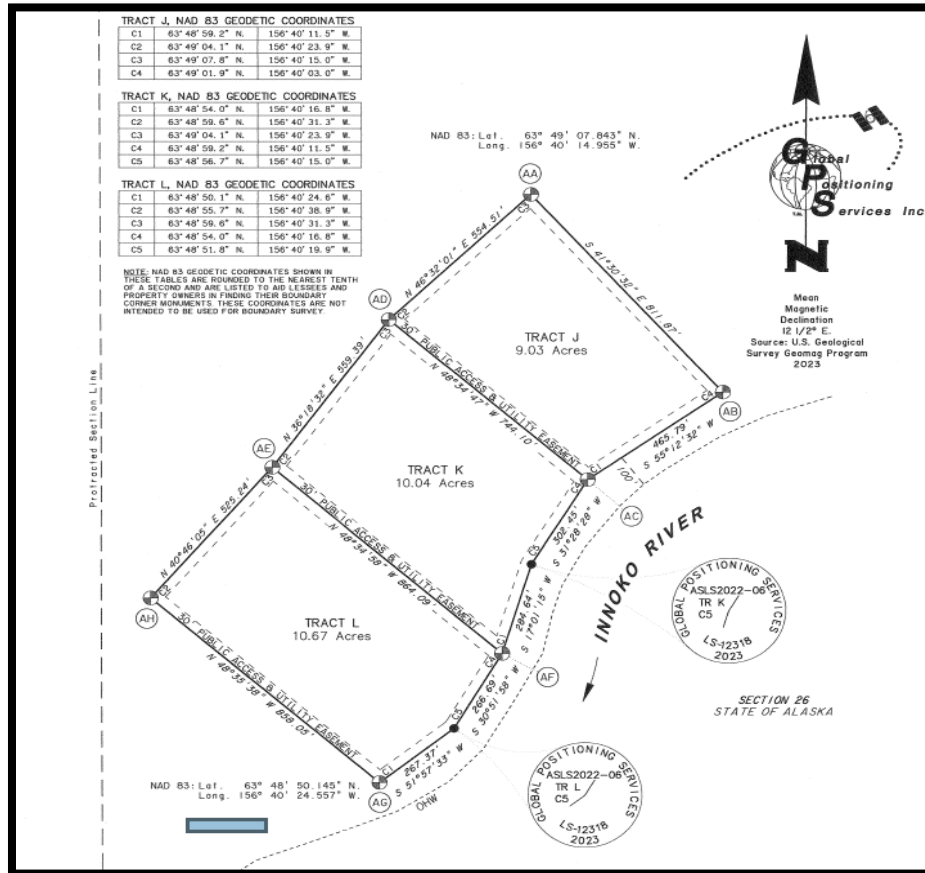 TRACT J, NAD 83 GEODETIC COORDINATES
C1 63° 48' 59.2" N. 156° 40' 11.5" W.
C2 63° 49' 04.1" N. 156° 40' 23.9" W.
C3 63° 49' 07.8" N. 156° 40' 15.0" W.
C4 63° 49' 01.9" N. 156° 40' 03.0" W.
TRACT K, NAD 83 GEODETIC COORDINATES
C1 63° 48' 54.0" N. 156° 40' 16.8" W.
C2 63° 48' 59.6" N. 156° 40' 31.3" W.
C3 63° 49' 04.1" N. 156° 40' 23.9" W.
C4 63° 48' 59.2" N. 156° 40' 11.5" W.
C5 63° 48' 56.7" N. 156° 40' 15.0" W.
TRACT L, NAD 83 GEODETIC COORDINATES
C1 63° 48' 50.1" N. 156° 40' 24.6" W.
C2 63° 48' 55.7" N. 156° 40' 38.9" W.
C3 63° 48' 59.6" N. 156° 40' 31.3" W.
C4 63° 48' 54.0" N. 156° 40' 16.8" W.
C5 63° 48' 51.8" N. 156° 40' 19.9" W.
NOTE: NAD 83 GEODETIC COORDINATES SHOWN IN
THESE TABLES ARE ROUNDED TO THE NEAREST TENTH
OF A SECOND AND ARE LISTED TO AID LESSEES AND
PROPERTY OWNERS IN FINDING THEIR BOUNDARY
CORNER MONUMENTS. THESE COORDINATES ARE NOT
INTENDED TO BE USED FOR BOUNDARY SURVEY.
Protracted Section Line
NAD 83: Lat. 63° 49' 07.843" N.
Long. 156° 40' 14.955" W.
Global
Positioning
Services Inc
N
Mean
Magnetic
Declination
12 1/2° E.
Source: U.S. Geological
Survey Geomag Program
2023
AA
C3
N 46°32'01" E 554.51'
S 41°30'32" E 811.87'
AD
C2
C3
TRACT J
9.03 Acres
30' PUBLIC ACCESS & UTILITY EASEMENT
N 48°34'47" W 744.10'
C4
AB
465.79'
S 55°12'32" W
100'
C1
C4
AC
N 36°18'32" E 559.39'
AE
C2
C3
TRACT K
10.04 Acres
30' PUBLIC ACCESS & UTILITY EASEMENT
N 48°34'58" W 864.09'
302.45'
S 31°28'28" W
C5
284.64'
S 17°01'15" W
C1
C4
AF
INNOKO RIVER
GLOBAL POSITIONING SERVICES
ASLS2022-06
TR K
C5
LS-12318
2023
N 40°46'05" E 525.24'
AH
C2
TRACT L
10.67 Acres
30' PUBLIC ACCESS & UTILITY EASEMENT
N 48°35'38" W 858.05'
266.69'
S 30°51'58" W
C5
267.37'
S 51°57'33" W
C1
AG
OHW
SECTION 26
STATE OF ALASKA
GLOBAL POSITIONING SERVICES
ASLS2022-06
TR L
C5
LS-12318
2023
NAD 83: Lat. 63° 48' 50.145" N.
Long. 156° 40' 24.557" W.